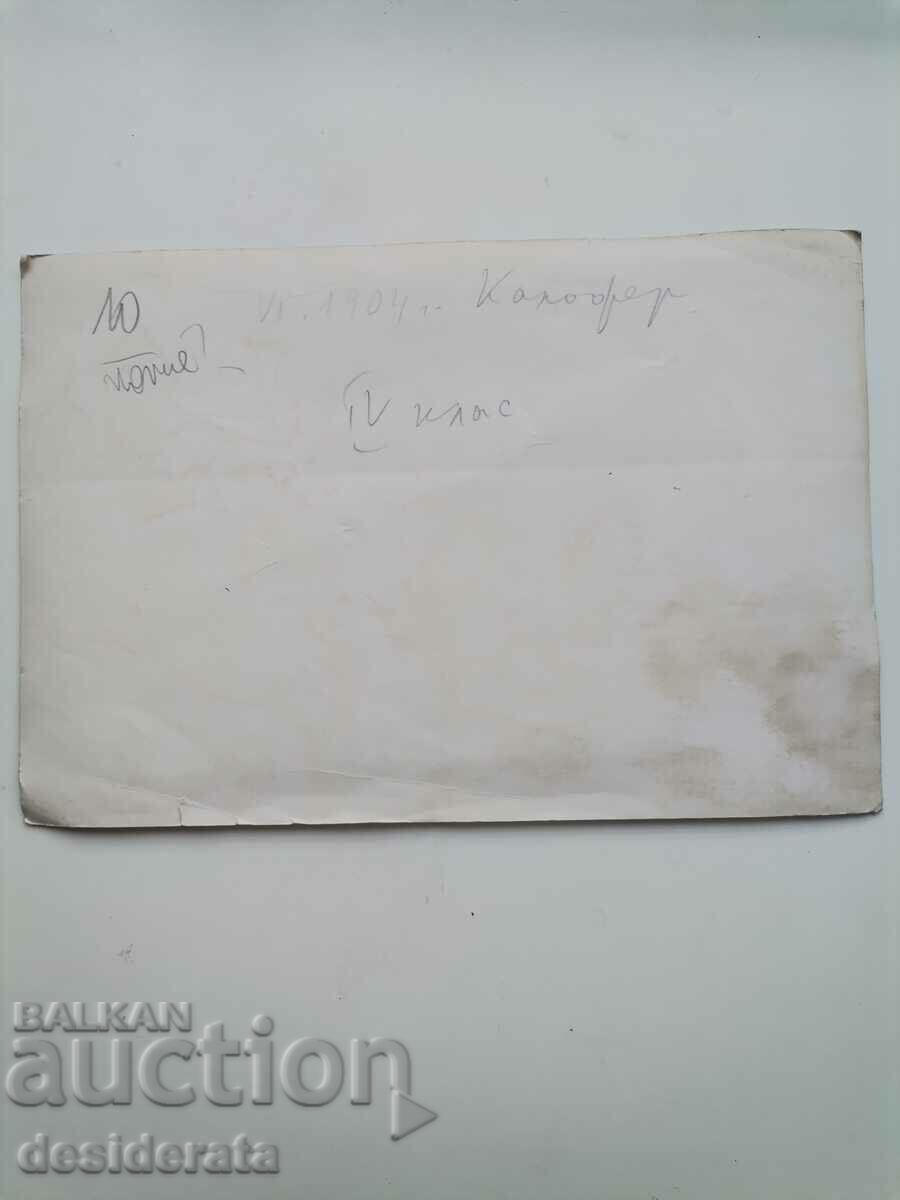 10
VI. 1904 г. Калофер
IV клас
BALKAN
auction
desiderata